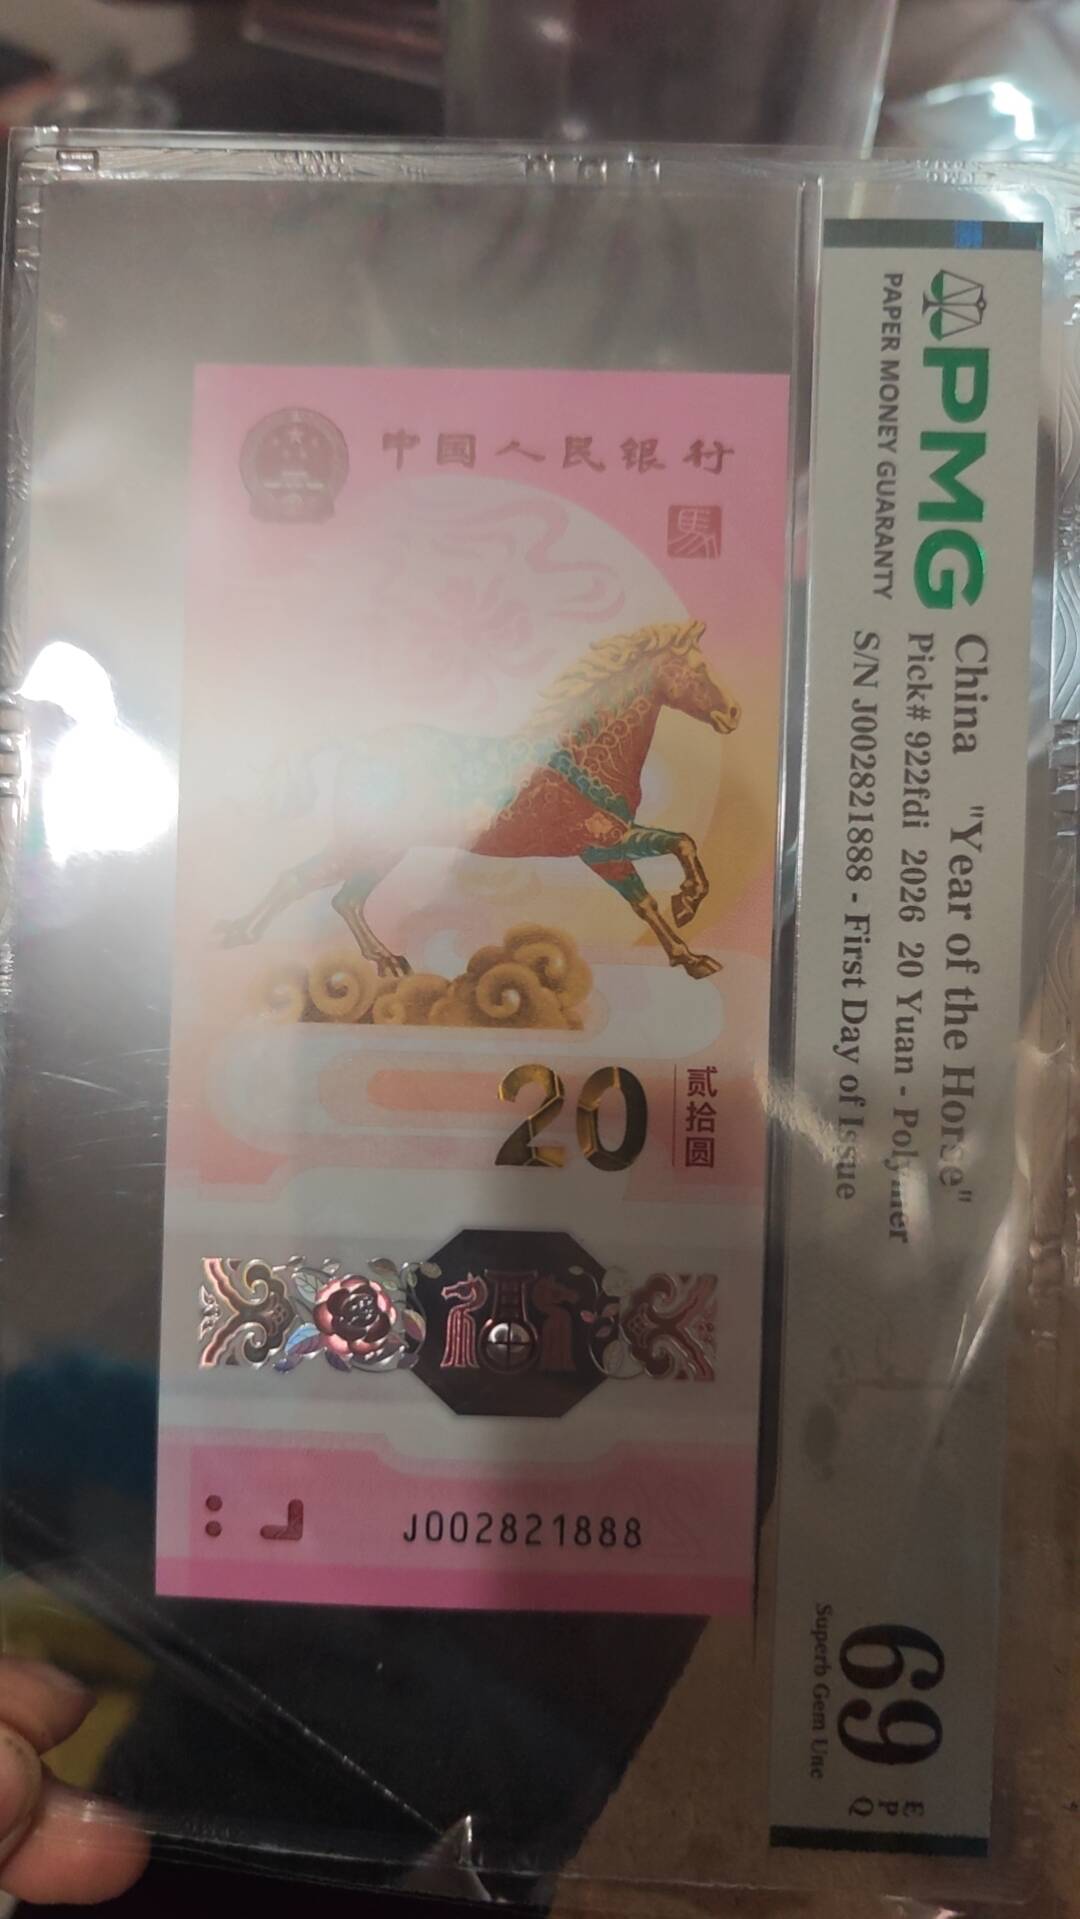 PMG
PAPER MONEY GUARANTY
China "Year of the Horse"
Pick# 922fdi 2026 20 Yuan - Polymer
S/N J002821888 - First Day of Issue
69
EPQ
Superb Gem Unc
中国人民银行
馬
20
贰拾圆
J002821888